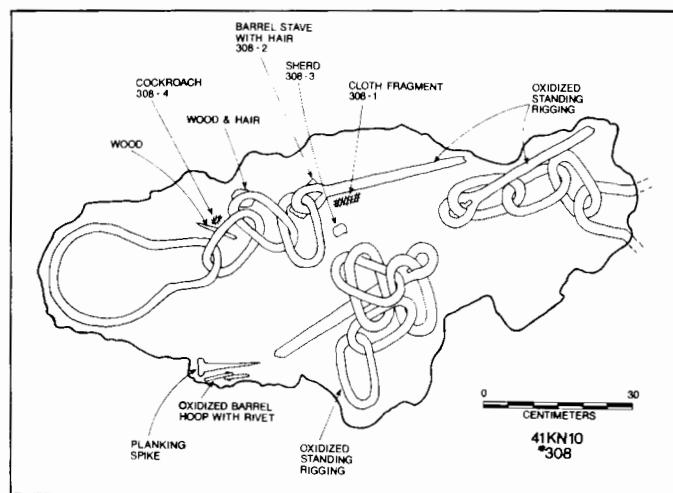 BARREL STAVE
WITH HAIR
308-2
SHERD
308-3
COCKROACH
308-4
CLOTH FRAGMENT
308-1
OXIDIZED
STANDING
RIGGING
WOOD & HAIR
WOOD
0
30
CENTIMETERS
OXIDIZED BARREL
HOOP WITH RIVET
PLANKING
SPIKE
OXIDIZED
STANDING
RIGGING
41KN10
#308